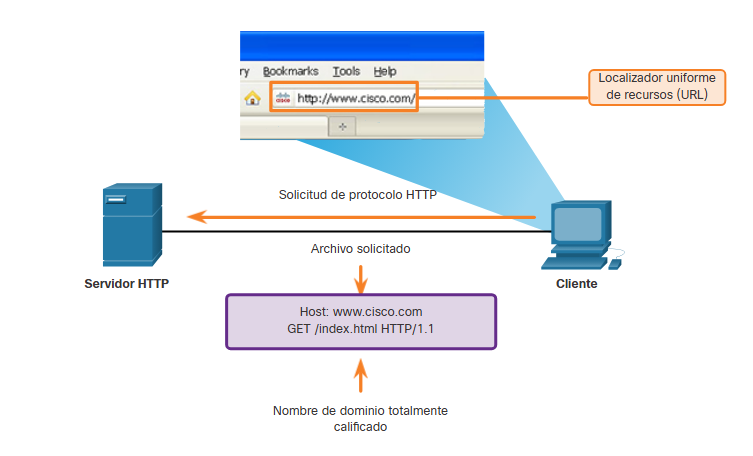 ry Bookmarks Tools Help
cisco http://www.cisco.com/
Localizador uniforme
de recursos (URL)
Solicitud de protocolo HTTP
Archivo solicitado
Servidor HTTP
Cliente
Host: www.cisco.com
GET /index.html HTTP/1.1
Nombre de dominio totalmente
calificado